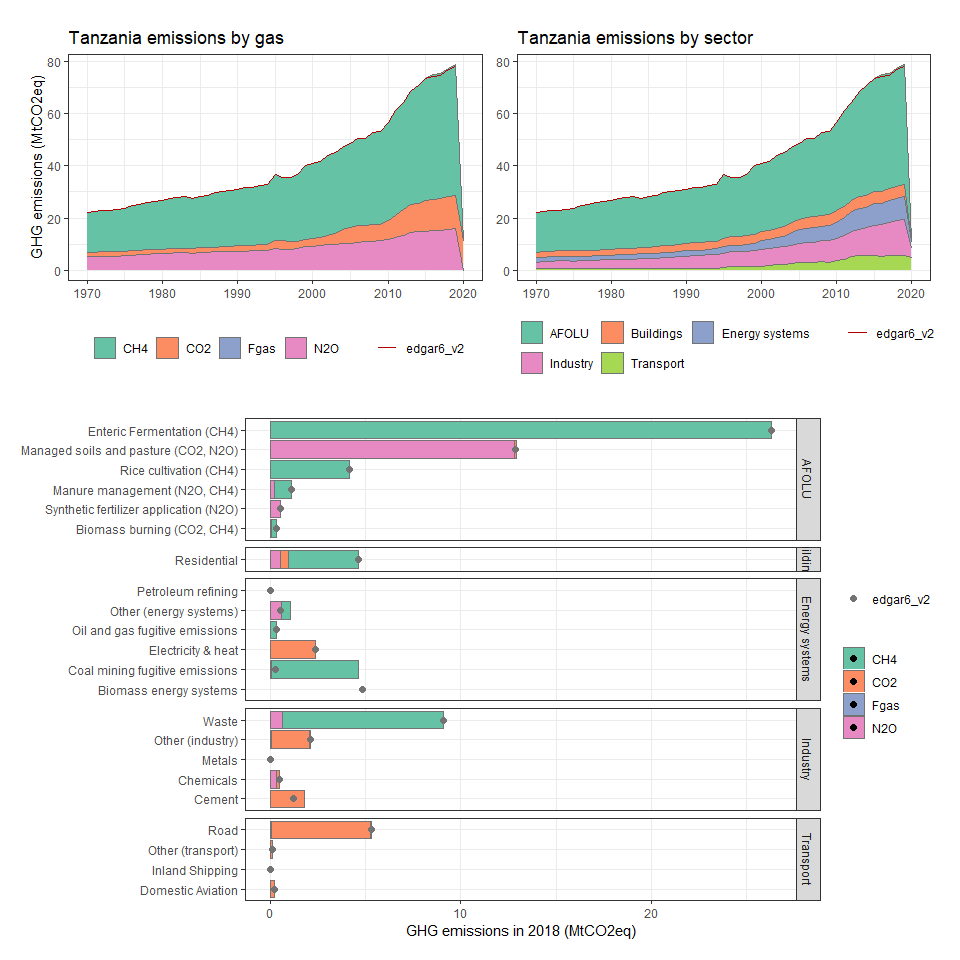 Tanzania emissions by gas
GHG emissions (MtCO2eq)
80
60
40
20
0
1970 1980 1990 2000 2010 2020
CH4 CO2 Fgas N2O edgar6_v2
Tanzania emissions by sector
80
60
40
20
0
1970 1980 1990 2000 2010 2020
AFOLU Buildings Energy systems edgar6_v2
Industry Transport
Enteric Fermentation (CH4)
Managed soils and pasture (CO2, N2O)
Rice cultivation (CH4)
Manure management (N2O, CH4)
Synthetic fertilizer application (N2O)
Biomass burning (CO2, CH4)
AFOLU
Residential
ildin
Petroleum refining
Other (energy systems)
Oil and gas fugitive emissions
Electricity & heat
Coal mining fugitive emissions
Biomass energy systems
Energy systems
Waste
Other (industry)
Metals
Chemicals
Cement
Industry
Road
Other (transport)
Inland Shipping
Domestic Aviation
Transport
0 10 20
GHG emissions in 2018 (MtCO2eq)
edgar6_v2
CH4
CO2
Fgas
N2O